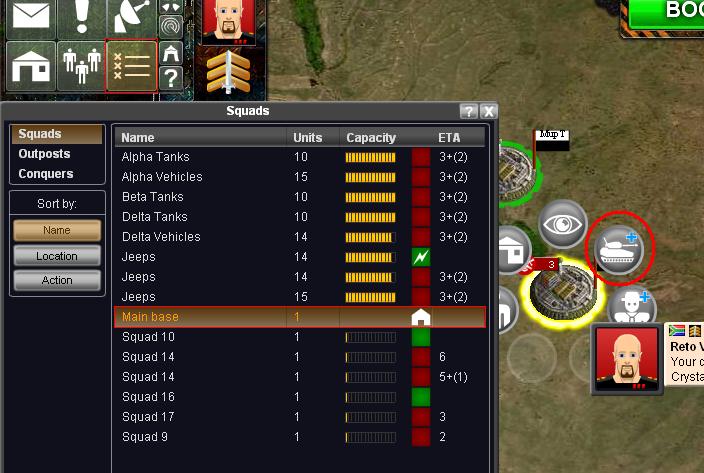 BOO
!
?
Squads
? X
Squads
Outposts
Conquers
Sort by:
Name
Location
Action
Name Units Capacity ETA
Alpha Tanks 10 3+(2)
Alpha Vehicles 15 3+(2)
Beta Tanks 10 3+(2)
Delta Tanks 10 3+(2)
Delta Vehicles 14 3+(2)
Jeeps 14
Jeeps 14 3+(2)
Jeeps 15 3+(2)
Main base 1
Squad 10 1
Squad 14 1 6
Squad 14 1 5+(1)
Squad 16 1
Squad 17 1 3
Squad 9 1 2
3
Reto V
Your c
Crysta